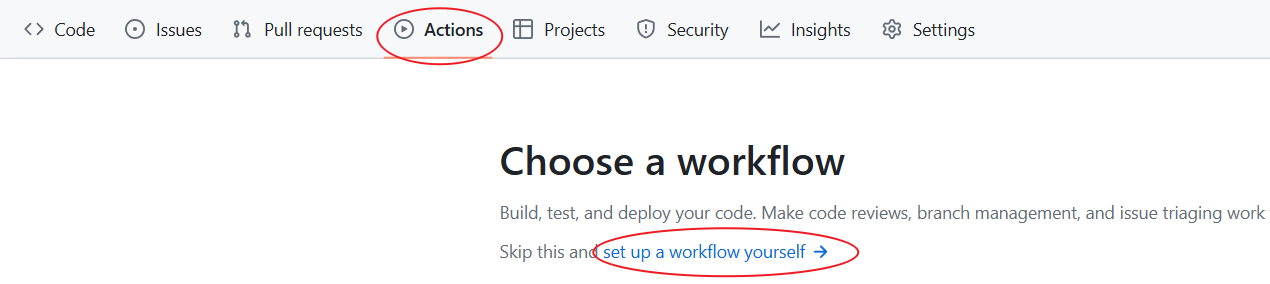 Code Issues Pull requests Actions Projects Security Insights Settings
Choose a workflow
Build, test, and deploy your code. Make code reviews, branch management, and issue triaging work
Skip this and set up a workflow yourself →